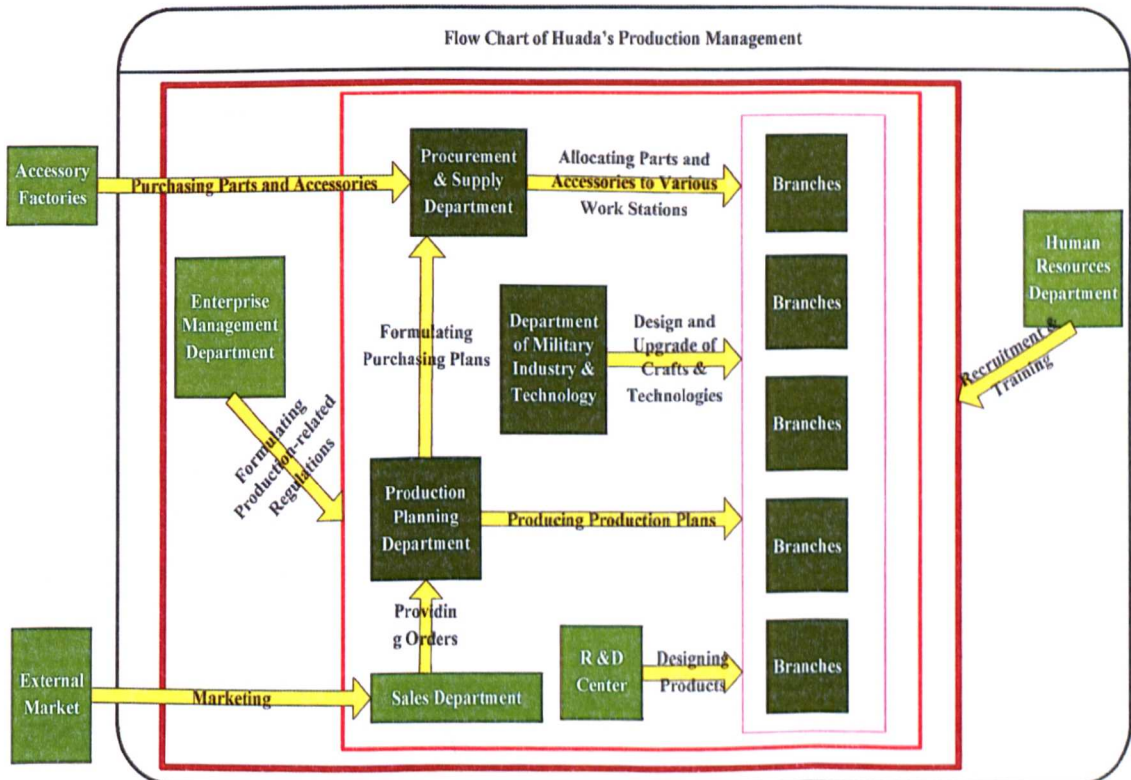 Flow Chart of Huada's Production Management
Accessory
Factories
Purchasing Parts and Accessories
Procurement
& Supply
Department
Allocating Parts and
Accessories to Various
Work Stations
Branches
Human
Resources
Department
Enterprise
Management
Department
Formulating
Purchasing Plans
Department
of Military
Industry &
Technology
Design and
Upgrade of
Crafts &
Technologies
Branches
Recruitment &
Training
Branches
Formulating
Production-related
Regulations
Production
Planning
Department
Producing Production Plans
Branches
Providin
g Orders
External
Market
Marketing
Sales Department
R &D
Center
Designing
Products
Branches